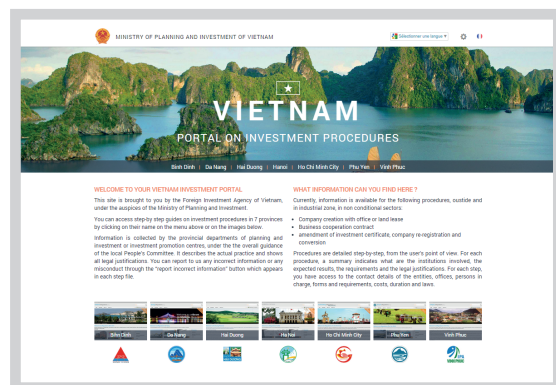 MINISTRY OF PLANNING AND INVESTMENT OF VIETNAM
Sélectionner une langue ▼
VIETNAM
PORTAL ON INVESTMENT PROCEDURES
Binh Dinh | Da Nang | Hai Duong | Hanoi | Ho Chi Minh City | Phu Yen | Vinh Phuc
WELCOME TO YOUR VIETNAM INVESTMENT PORTAL
This site is brought to you by the Foreign Investment Agency of Vietnam,
under the auspices of the Ministry of Planning and Investment.
You can access step-by step guides on investment procedures in 7 provinces
by clicking on their name on the menu above or on the images below.
Information is collected by the provincial departments of planning and
investment or investment promotion centres, under the the overall guidance
of the local People's Committee. It describes the actual practice and shows
all legal justifications. You can report to us any incorrect information or any
misconduct through the "report incorrect information" button which appears
in each step file.
WHAT INFORMATION CAN YOU FIND HERE ?
Currently, information is available for the following procedures, oustide and
in industrial zone, in non conditional sectors:
• Company creation with office or land lease
• Business cooperation contract
• amendment of investment certificate, company re-registration and
conversion
Procedures are detailed step-by-step, from the user's point of view. For each
procedure, a summary indicates what are the institutions involved, the
expected results, the requirements and the legal justifications. For each step,
you have access to the contact details of the entities, offices, persons in
charge, forms and requirements, costs, duration and laws.
Binh Dinh
Da Nang
Hai Duong
Ha Noi
Ho Chi Minh City
Phu Yen
Vinh Phuc